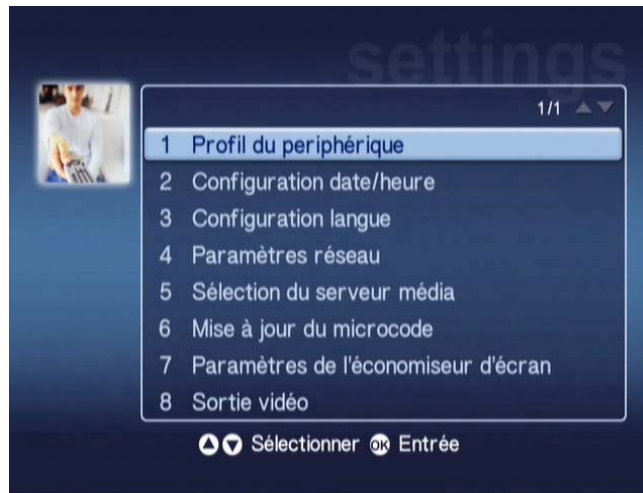 settings
1/1
1 Profil du periphérique
2 Configuration date/heure
3 Configuration langue
4 Paramètres réseau
5 Sélection du serveur média
6 Mise à jour du microcode
7 Paramètres de l'économiseur d'écran
8 Sortie vidéo
Sélectionner OK Entrée